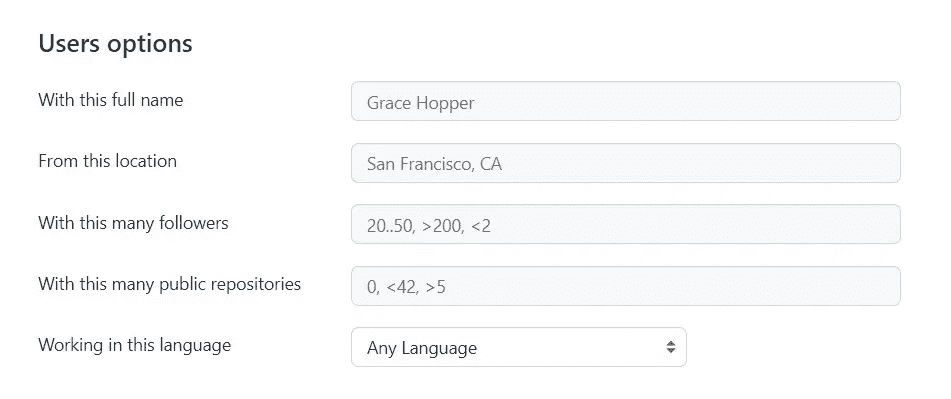 Users options
With this full name
Grace Hopper
From this location
San Francisco, CA
With this many followers
20..50, >200, <2
With this many public repositories
0, <42, >5
Working in this language
Any Language